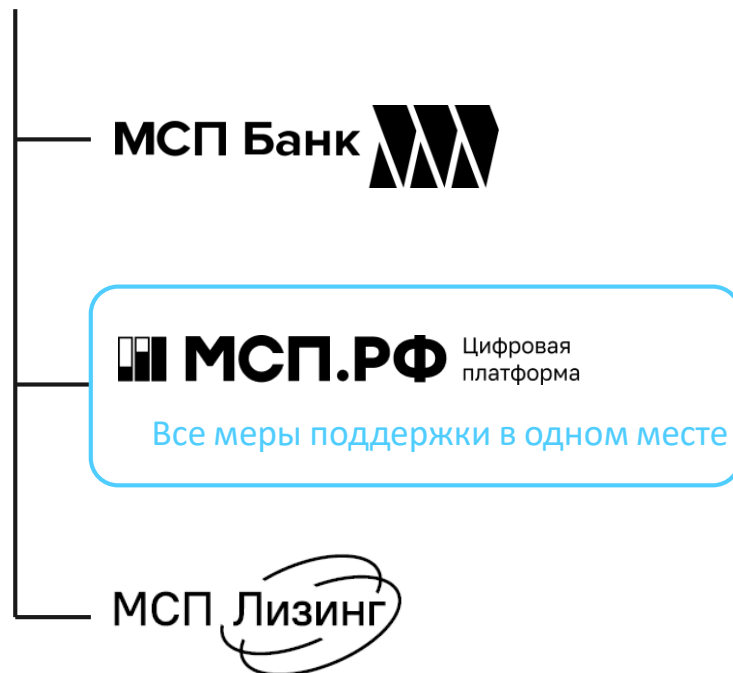 МСП Банк
МСП.РФ
Цифровая
платформа
Все меры поддержки в одном месте
МСП Лизинг